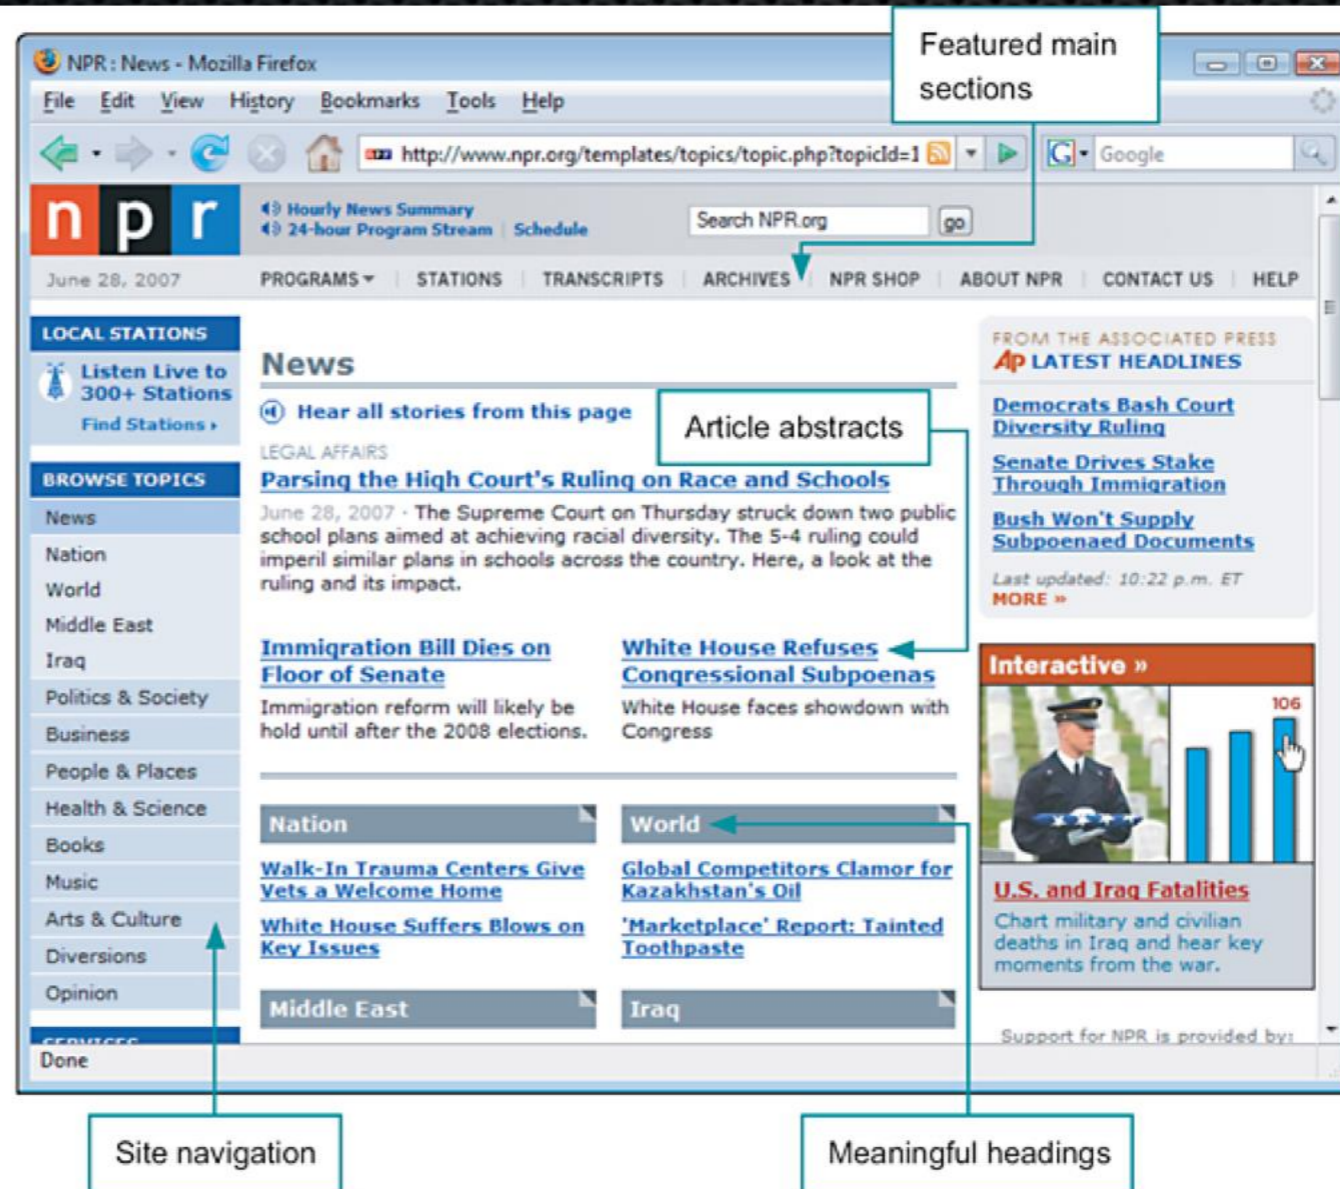 Featured main
sections
NPR : News - Mozilla Firefox
File Edit View History Bookmarks Tools Help
http://www.npr.org/templates/topics/topic.php?topicId=1
G Google
npr
Hourly News Summary
24-hour Program Stream | Schedule
Search NPR.org go
June 28, 2007
PROGRAMS | STATIONS | TRANSCRIPTS | ARCHIVES | NPR SHOP | ABOUT NPR | CONTACT US | HELP
LOCAL STATIONS
Listen Live to
300+ Stations
Find Stations ›
BROWSE TOPICS
News
Nation
World
Middle East
Iraq
Politics & Society
Business
People & Places
Health & Science
Books
Music
Arts & Culture
Diversions
Opinion
SERVICES
News
Hear all stories from this page
Article abstracts
LEGAL AFFAIRS
Parsing the High Court's Ruling on Race and Schools
June 28, 2007 · The Supreme Court on Thursday struck down two public
school plans aimed at achieving racial diversity. The 5-4 ruling could
imperil similar plans in schools across the country. Here, a look at the
ruling and its impact.
Immigration Bill Dies on
Floor of Senate
Immigration reform will likely be
hold until after the 2008 elections.
White House Refuses
Congressional Subpoenas
White House faces showdown with
Congress
Nation
Walk-In Trauma Centers Give
Vets a Welcome Home
White House Suffers Blows on
Key Issues
World
Global Competitors Clamor for
Kazakhstan's Oil
'Marketplace' Report: Tainted
Toothpaste
Middle East
Iraq
FROM THE ASSOCIATED PRESS
AP LATEST HEADLINES
Democrats Bash Court
Diversity Ruling
Senate Drives Stake
Through Immigration
Bush Won't Supply
Subpoenaed Documents
Last updated: 10:22 p.m. ET
MORE »
Interactive »
106
U.S. and Iraq Fatalities
Chart military and civilian
deaths in Iraq and hear key
moments from the war.
Support for NPR is provided by:
Done
Site navigation
Meaningful headings